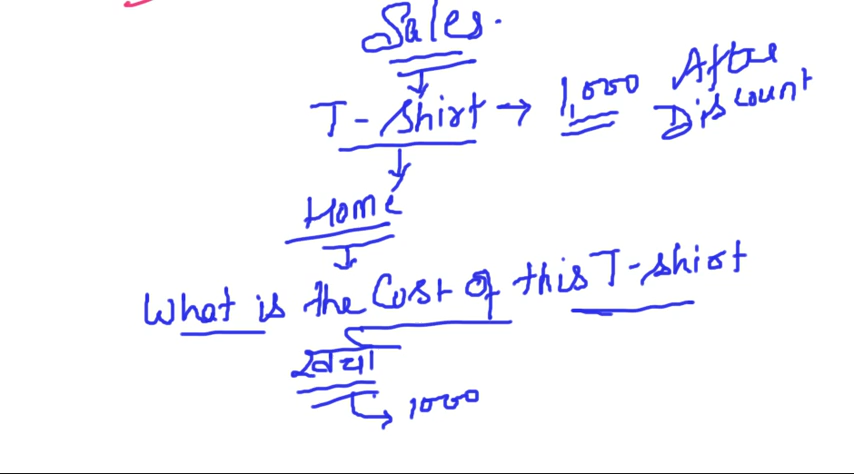 Sales.
T-Shirt → 1,000 After Discount
Home
What is the Cost of this T-shirt
खर्चा
1000